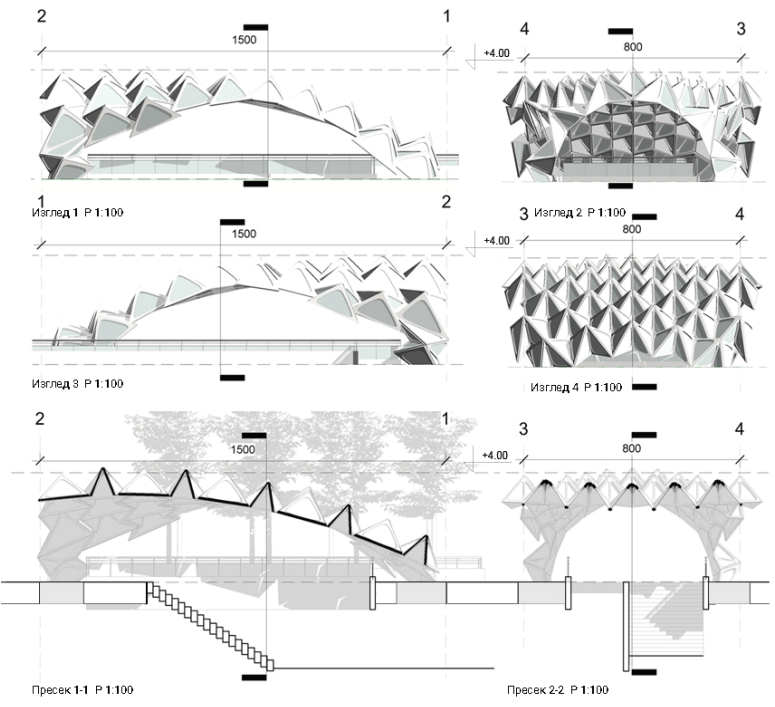 2 1
1500
+4.00
4 3
800
Изглед 1 Р 1:100
Изглед 2 Р 1:100
1 2
1500
+4.00
3 4
800
Изглед 3 Р 1:100
Изглед 4 Р 1:100
2 1
1500
+4.00
3 4
800
Пресек 1-1 Р 1:100
Пресек 2-2 Р 1:100